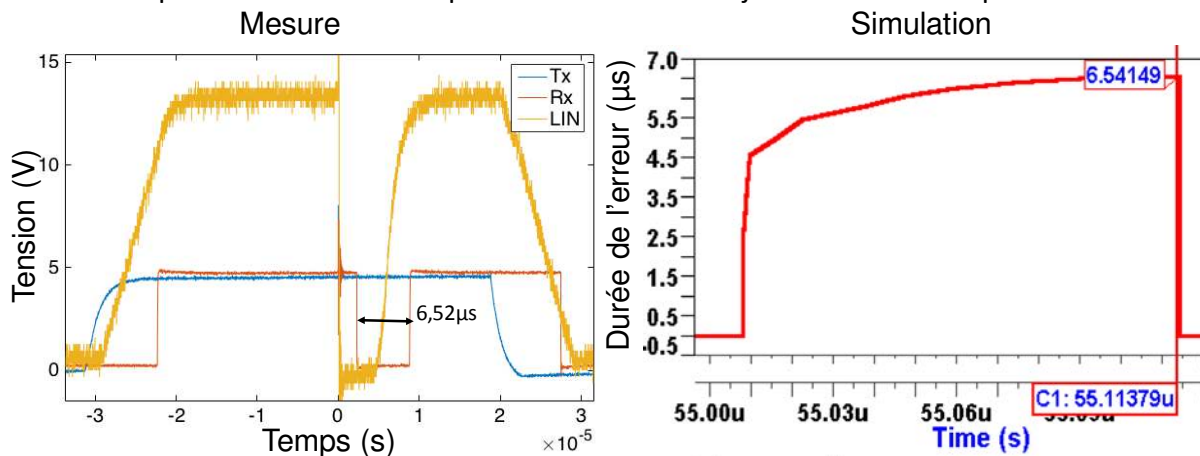 Mesure
Simulation
15
10
5
0
Tension (V)
Tx
Rx
LIN
6,52µs
-3
-2
-1
0
1
2
3
Temps (s)
×10⁻⁵
7.0
5.5
4.5
3.5
2.5
1.5
0.5
-0.5
Durée de l'erreur (µs)
6.54149
C1: 55.11379u
55.00u
55.03u
55.06u
Time (s)